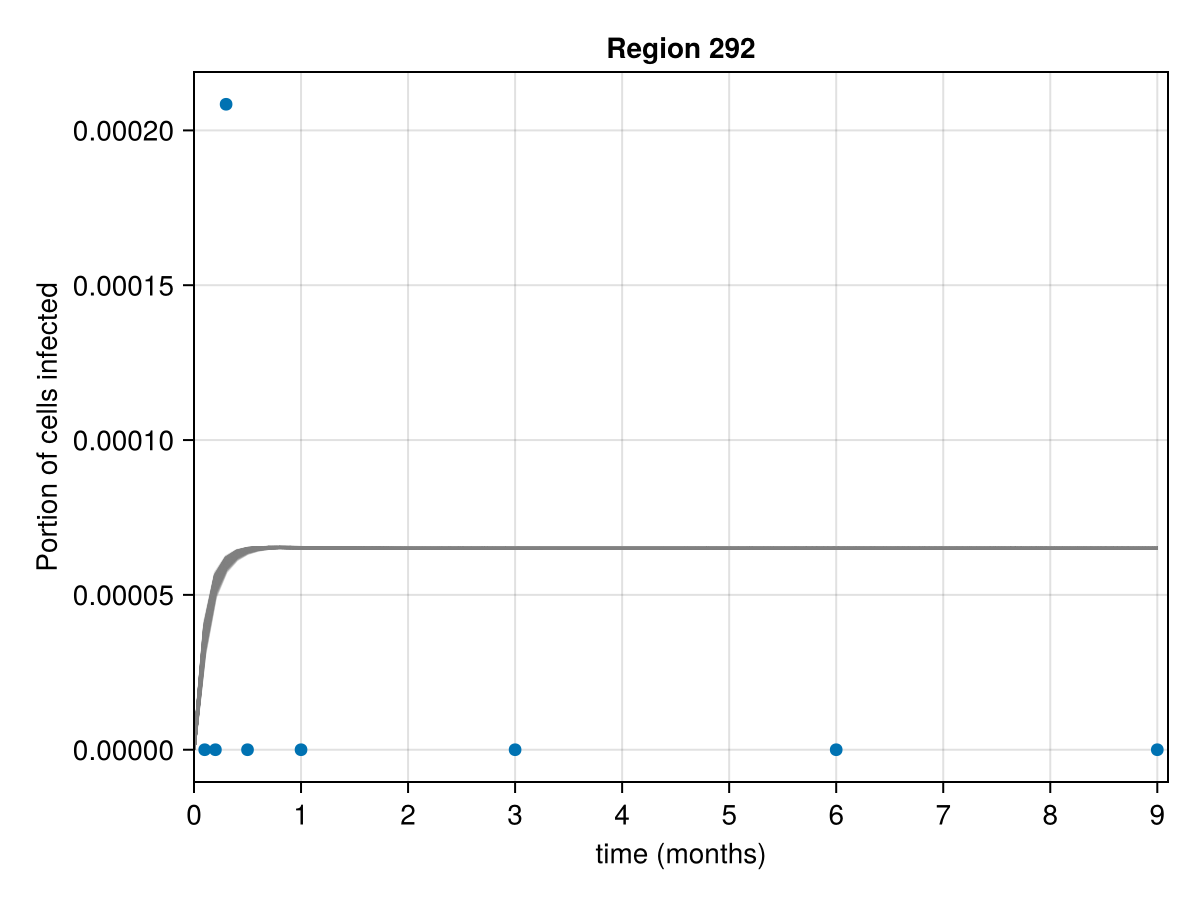 Region 292
Portion of cells infected
0.00020
0.00015
0.00010
0.00005
0.00000
0 1 2 3 4 5 6 7 8 9
time (months)